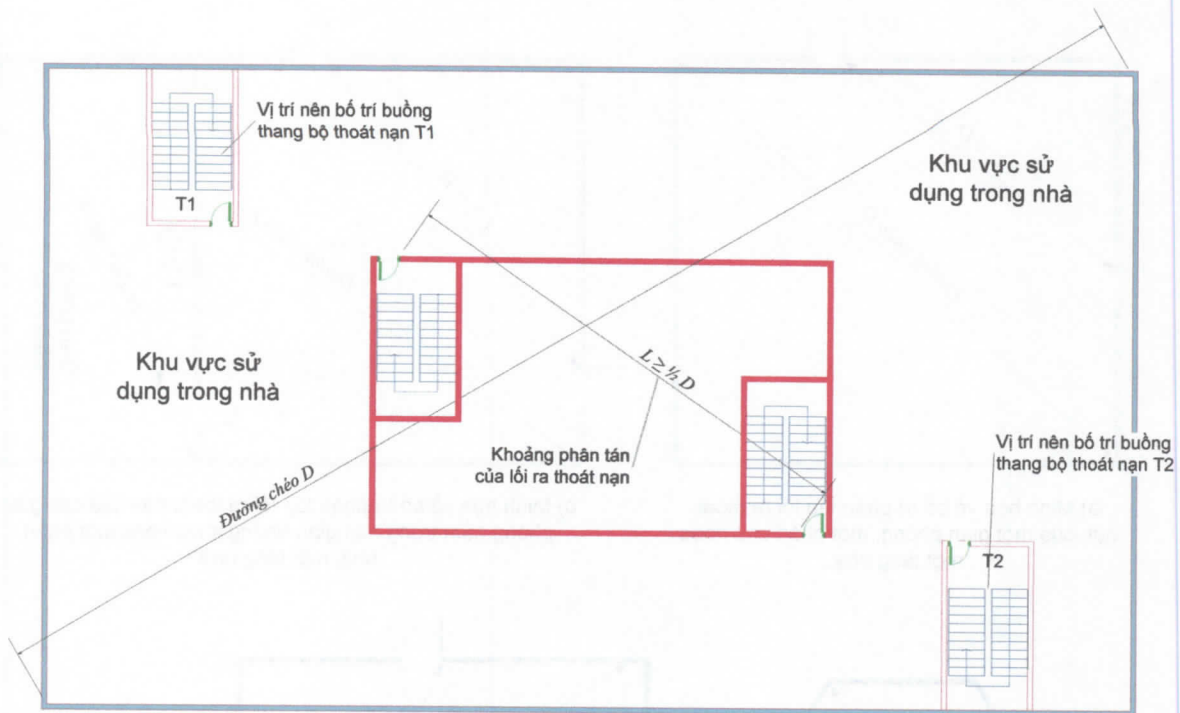 Vị trí nên bố trí buồng
thang bộ thoát nạn T1
T1
Khu vực sử
dụng trong nhà
Khu vực sử
dụng trong nhà
L ≥ ½ D
Khoảng phân tán
của lối ra thoát nạn
Đường chéo D
Vị trí nên bố trí buồng
thang bộ thoát nạn T2
T2